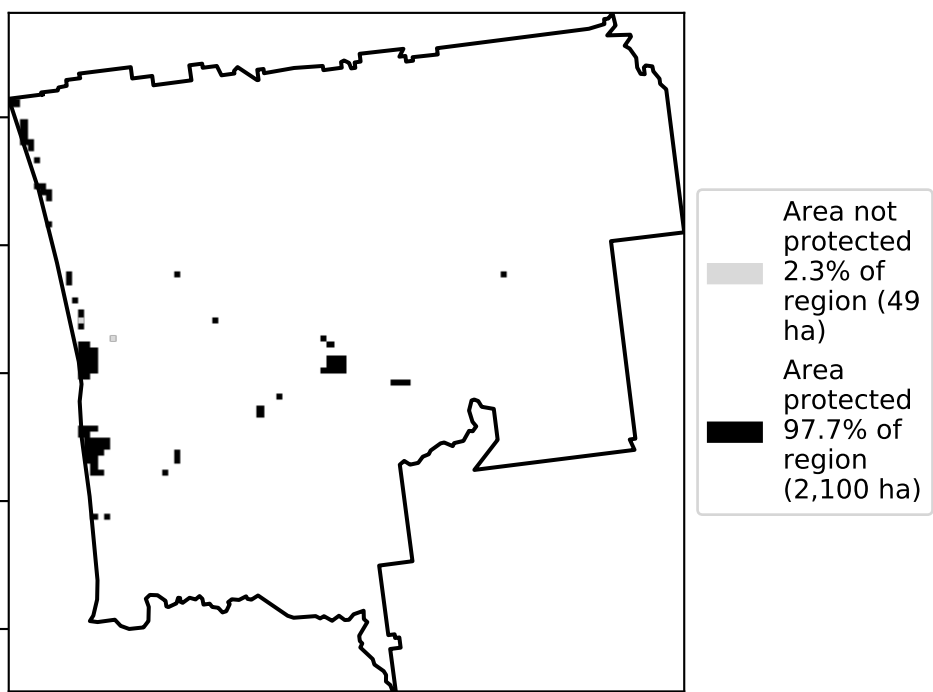 Area not
protected
2.3% of
region (49
ha)
Area
protected
97.7% of
region
(2,100 ha)